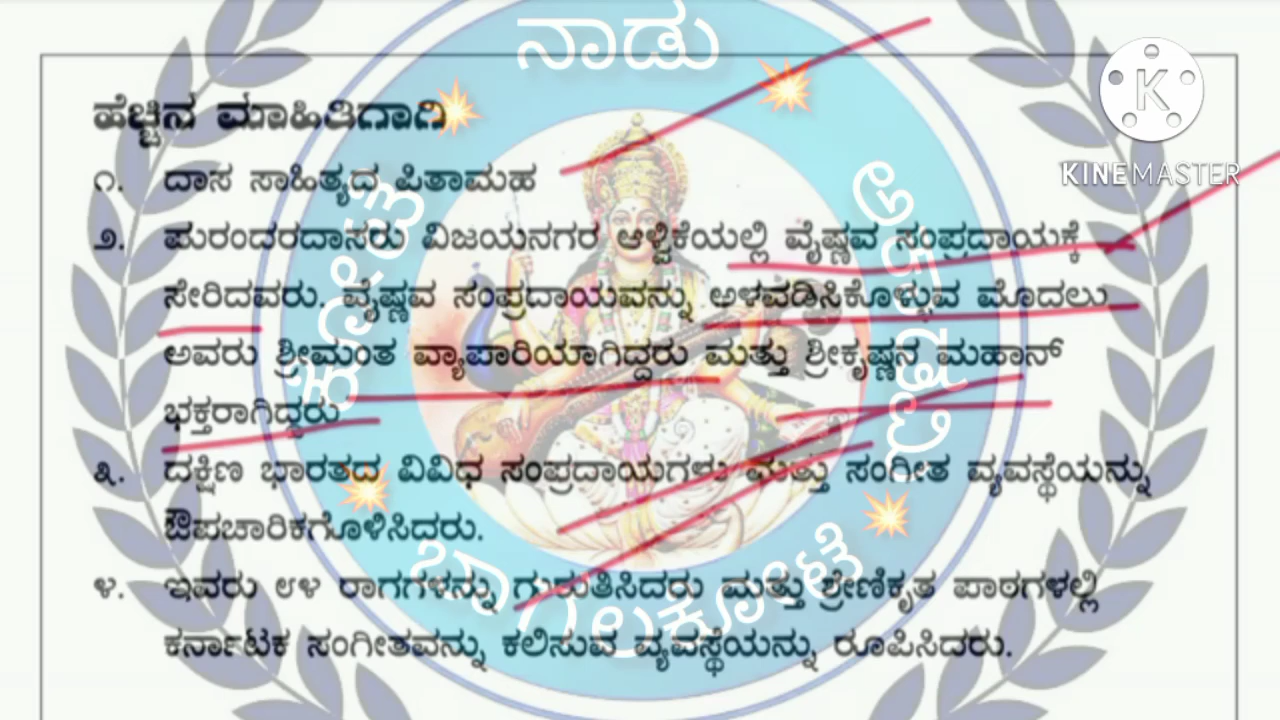 ನಾಡು
K
KINEMASTER
ಹೆಚ್ಚಿನ ಮಾಹಿತಿಗಾಗಿ
೧. ದಾಸ ಸಾಹಿತ್ಯದ ಪಿತಾಮಹ
೨. ಪುರಂದರದಾಸರು ವಿಜಯನಗರ ಆಳ್ವಿಕೆಯಲ್ಲಿ ವೈಷ್ಣವ ಸಂಪ್ರದಾಯಕ್ಕೆ
ಸೇರಿದವರು. ವೈಷ್ಣವ ಸಂಪ್ರದಾಯವನ್ನು ಅಳವಡಿಸಿಕೊಳ್ಳುವ ಮೊದಲು
ಅವರು ಶ್ರೀಮಂತ ವ್ಯಾಪಾರಿಯಾಗಿದ್ದರು ಮತ್ತು ಶ್ರೀಕೃಷ್ಣನ ಮಹಾನ್
ಭಕ್ತರಾಗಿದ್ದರು
೩. ದಕ್ಷಿಣ ಭಾರತದ ವಿವಿಧ ಸಂಪ್ರದಾಯಗಳು ಮತ್ತು ಸಂಗೀತ ವ್ಯವಸ್ಥೆಯನ್ನು
ಔಪಚಾರಿಕಗೊಳಿಸಿದರು.
೪. ಇವರು ೮೪ ರಾಗಗಳನ್ನು ಗುರುತಿಸಿದರು ಮತ್ತು ಶ್ರೇಣಿಕೃತ ಪಾಠಗಳಲ್ಲಿ
ಕರ್ನಾಟಕ ಸಂಗೀತವನ್ನು ಕಲಿಸುವ ವ್ಯವಸ್ಥೆಯನ್ನು ರೂಪಿಸಿದರು.
ಬಾಗಲಕೋಟೆ